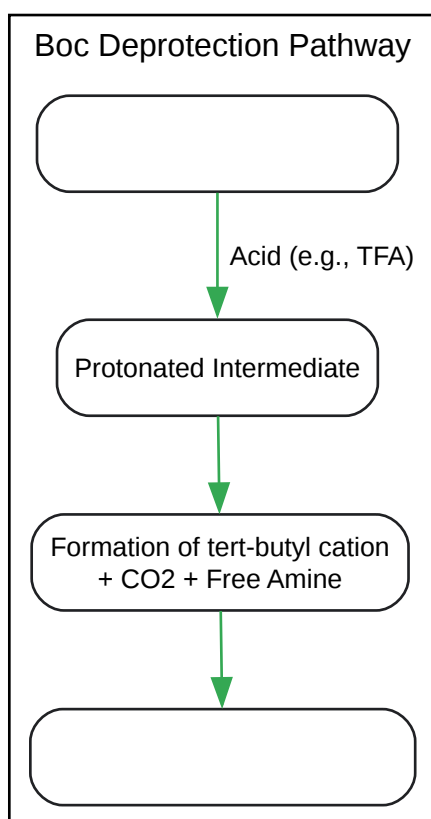 Boc Deprotection Pathway
Acid (e.g., TFA)
Protonated Intermediate
Formation of tert-butyl cation
+ CO2 + Free Amine